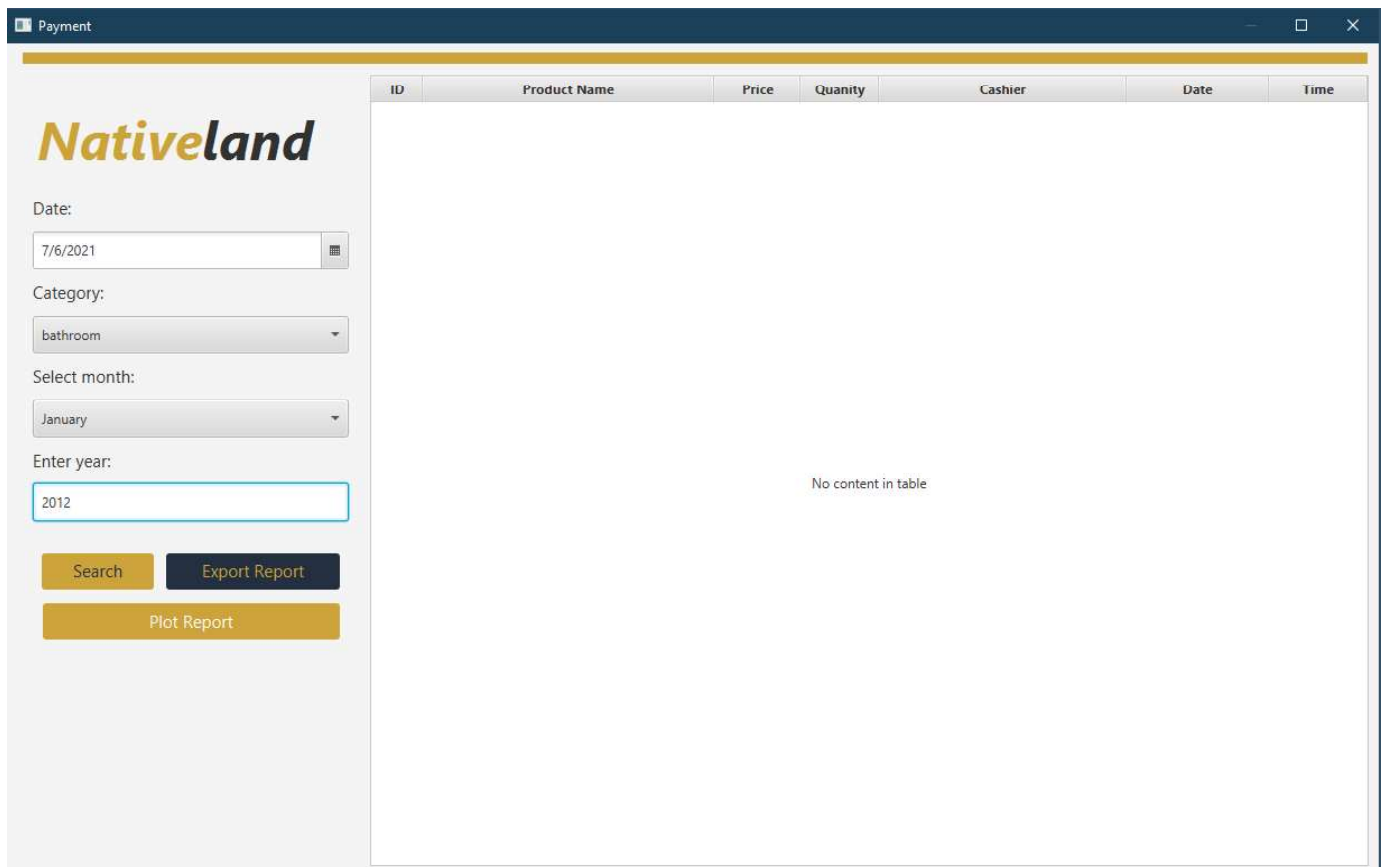 Payment
ID Product Name Price Quanity Cashier Date Time
Nativeland
Date:
7/6/2021
Category:
bathroom
Select month:
January
Enter year:
2012
No content in table
Search Export Report
Plot Report